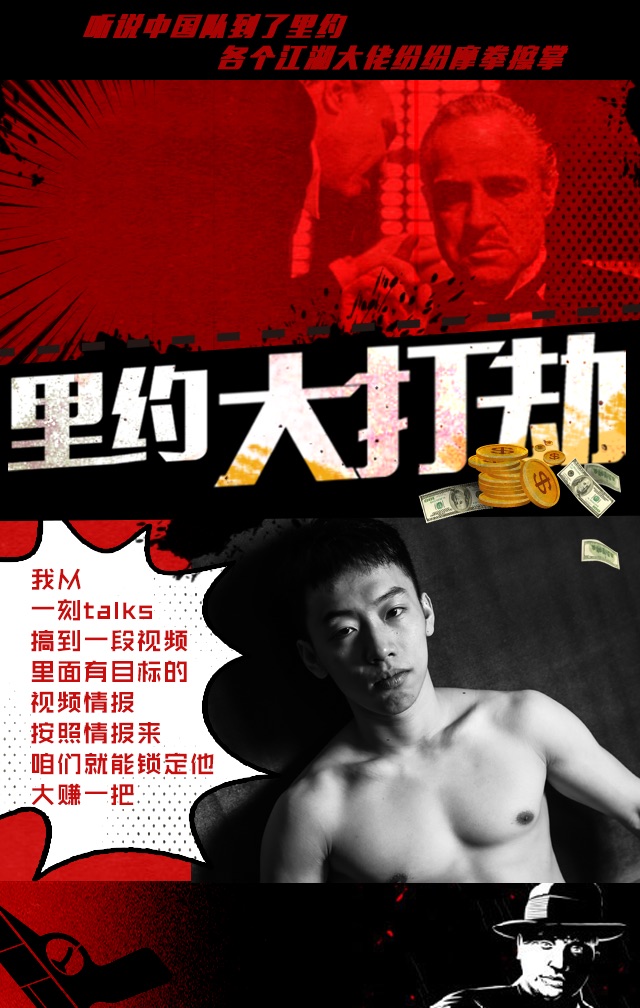 听说中国队到了里约
各个江湖大佬纷纷摩拳擦掌
里约大打劫
我从
一刻talks
搞到一段视频
里面有目标的
视频情报
按照情报来
咱们就能锁定他
大赚一把